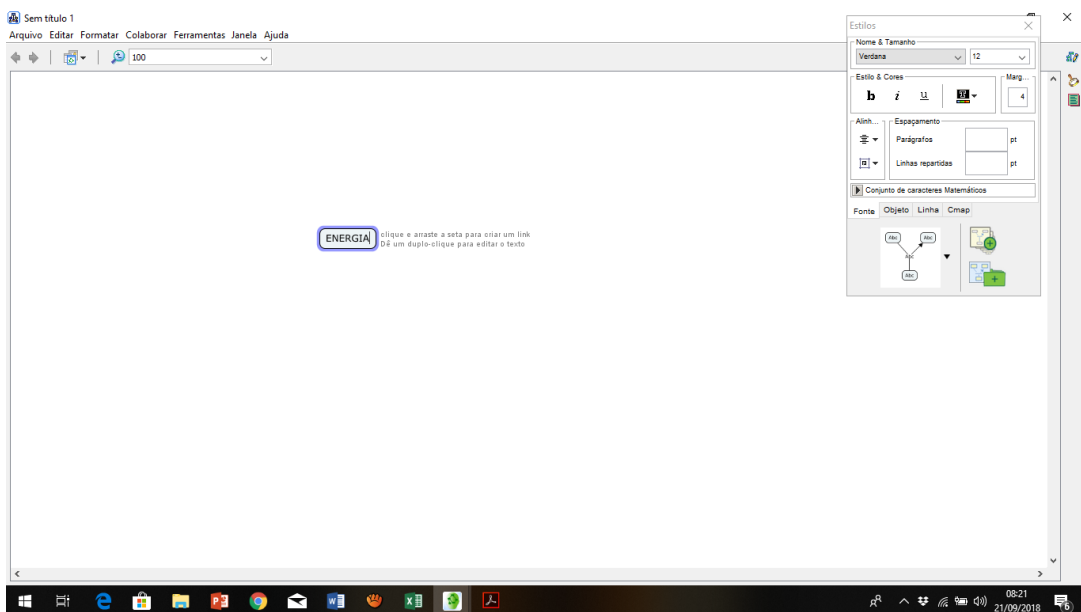 Sem título 1
Arquivo Editar Formatar Colaborar Ferramentas Janela Ajuda
100
ENERGIA
clique e arraste a seta para criar um link
Dê um duplo-clique para editar o texto
Estilos
Nome & Tamanho
Verdana 12
Estilo & Cores
Marg...
b i u
4
Alinh...
Espaçamento
Parágrafos pt
Linhas repartidas pt
Conjunto de caracteres Matemáticos
Fonte Objeto Linha Cmap
Abc Abc
Abc
Abc
08:21
21/09/2018
6